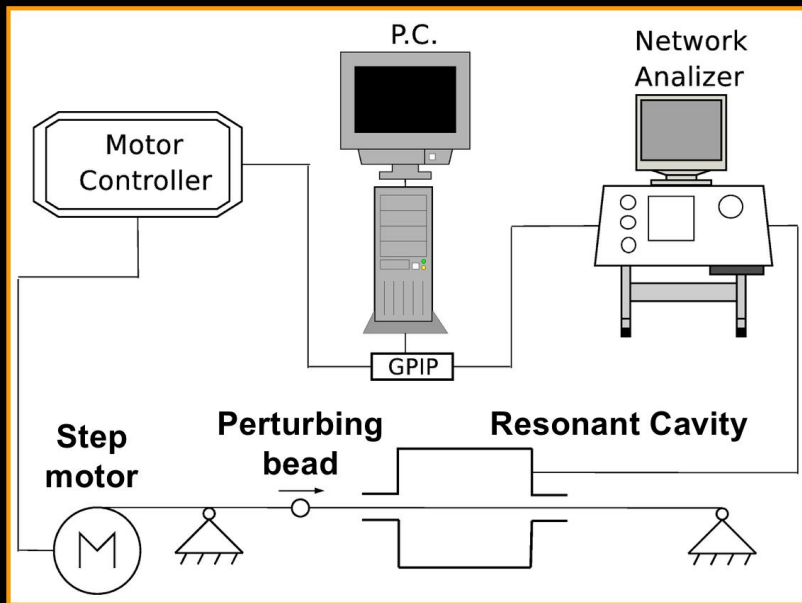 P.C.
Network
Analizer
Motor
Controller
GPIP
Step
motor
Perturbing
bead
Resonant Cavity
M